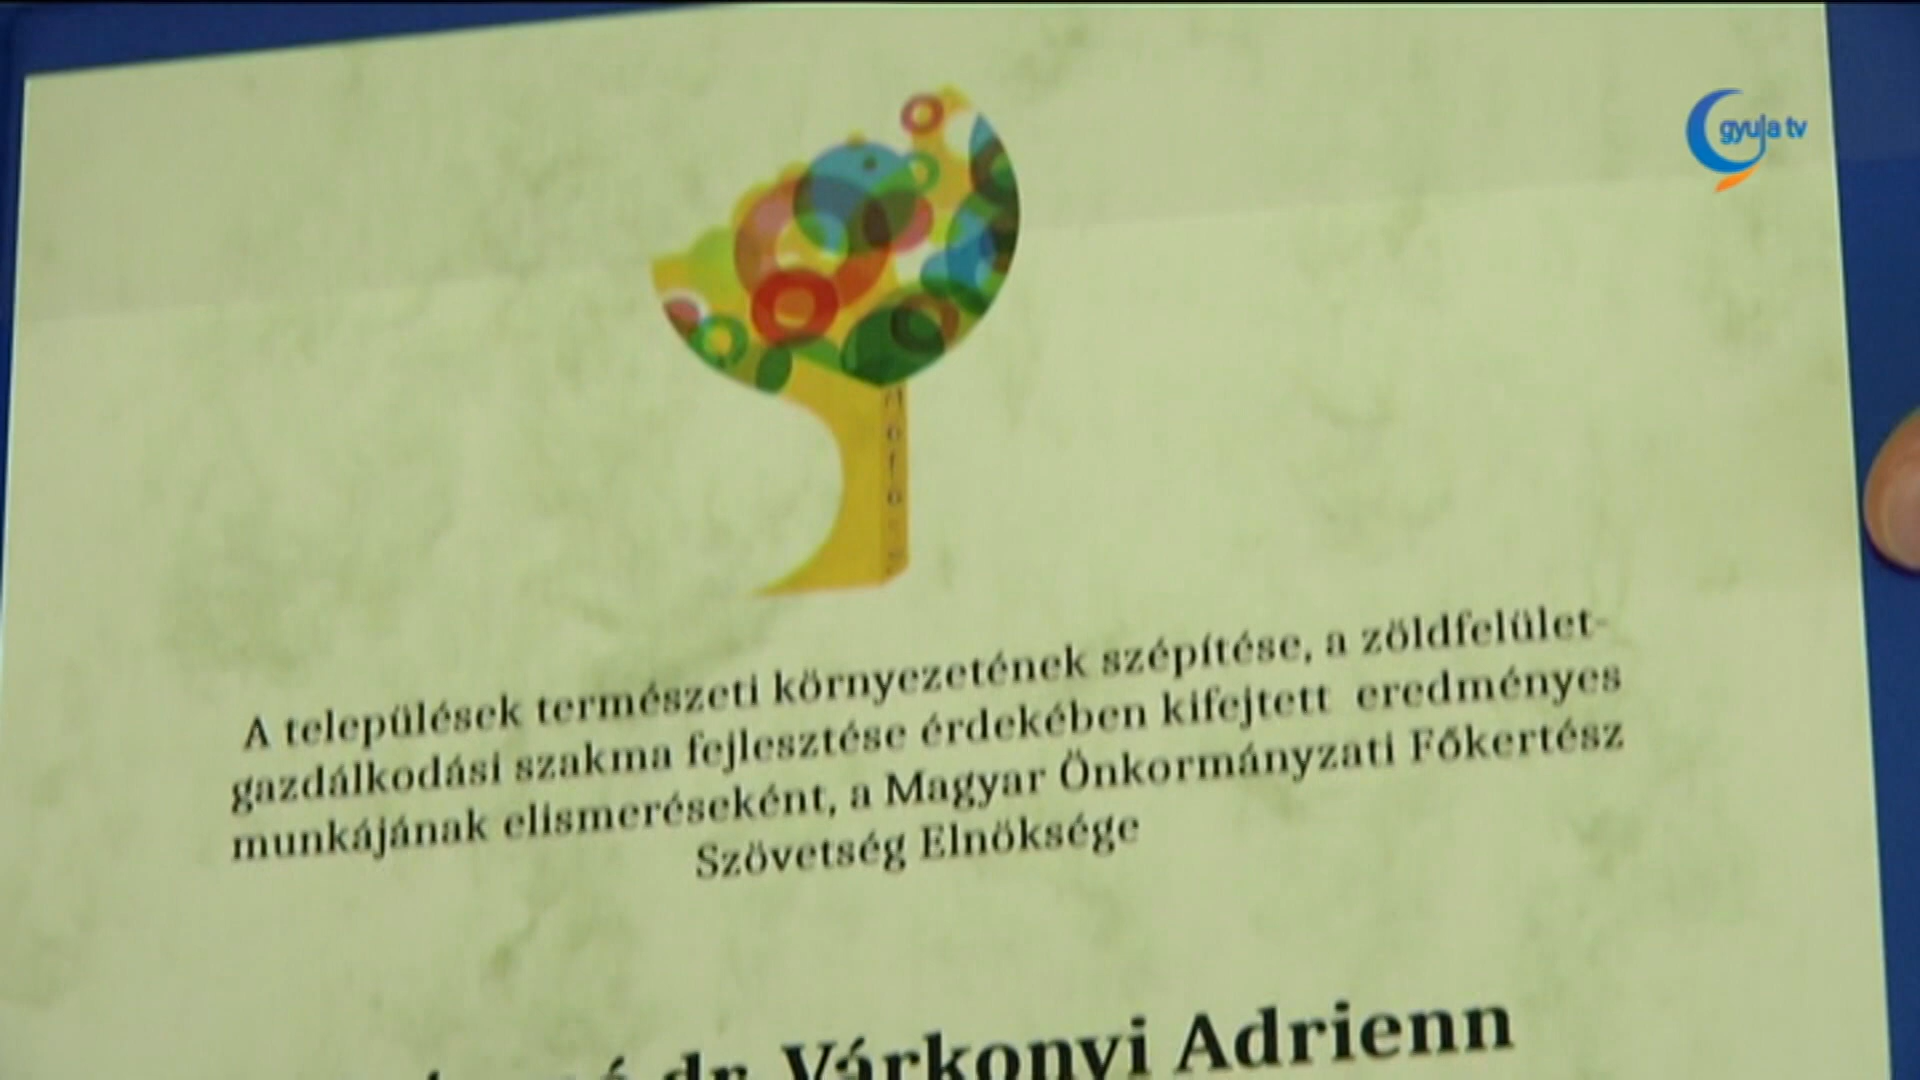 gyula tv
A települések természeti környezetének szépítése, a zöldfelület-
gazdálkodási szakma fejlesztése érdekében kifejtett eredményes
munkájának elismeréseként, a Magyar Önkormányzati Főkertész
Szövetség Elnöksége
dr. Várkonyi Adrienn